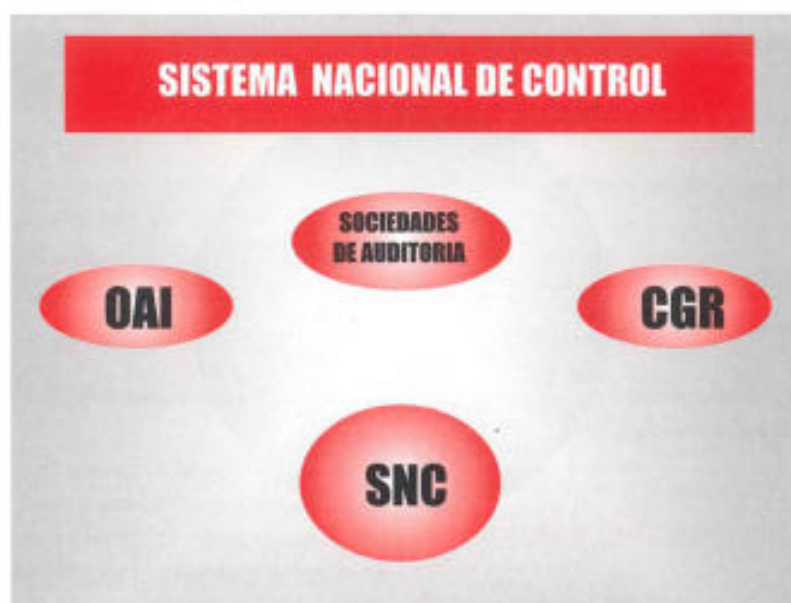 SISTEMA NACIONAL DE CONTROL
SOCIEDADES
DE AUDITORIA
OAI
CGR
SNC